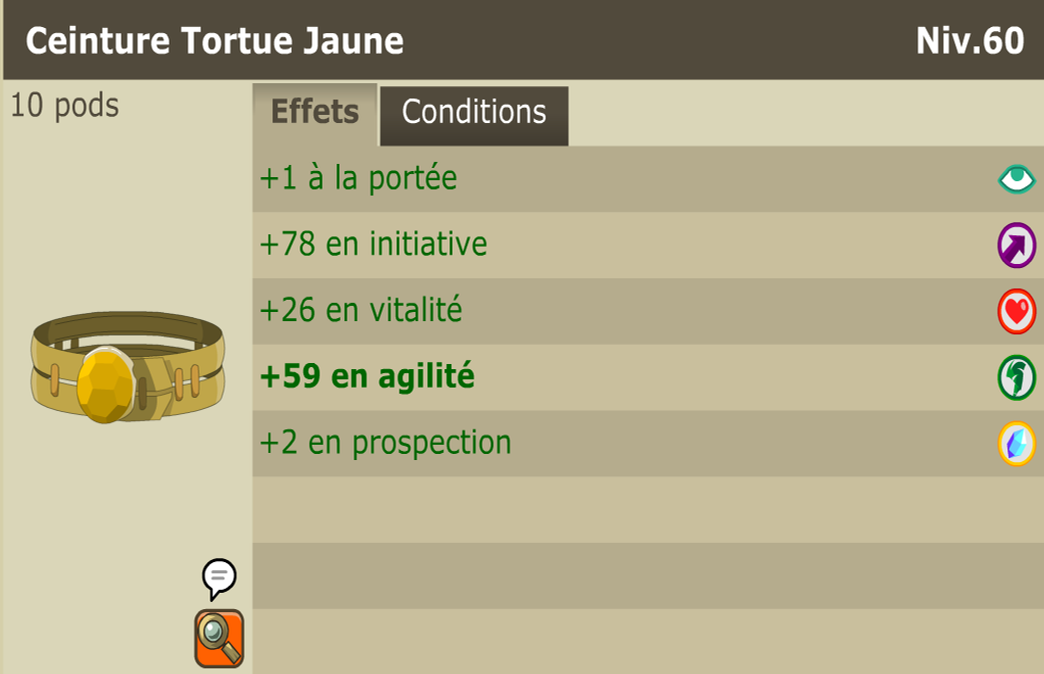 Ceinture Tortue Jaune Niv.60
10 pods
Effets Conditions
+1 à la portée
+78 en initiative
+26 en vitalité
+59 en agilité
+2 en prospection